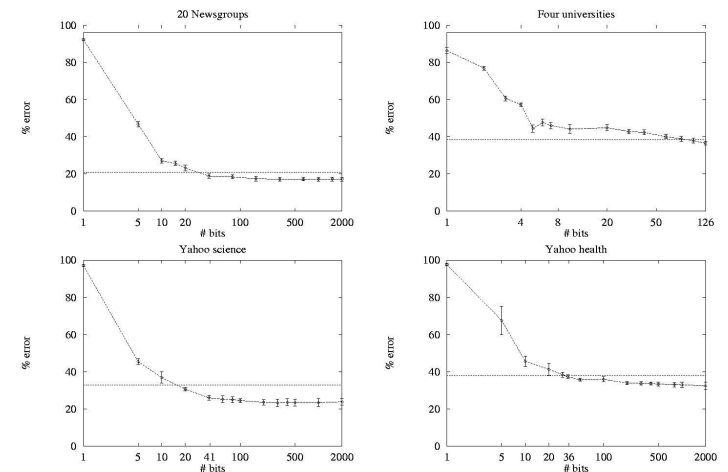 20 Newsgroups
100
80
60
40
20
0
% error
1 5 10 20 100 500 2000
# bits
Four universities
100
80
60
40
20
0
% error
1 4 8 20 50 126
# bits
Yahoo science
100
80
60
40
20
0
% error
1 5 10 20 41 100 500 2000
# bits
Yahoo health
100
80
60
40
20
0
% error
1 5 10 20 36 100 500 2000
# bits